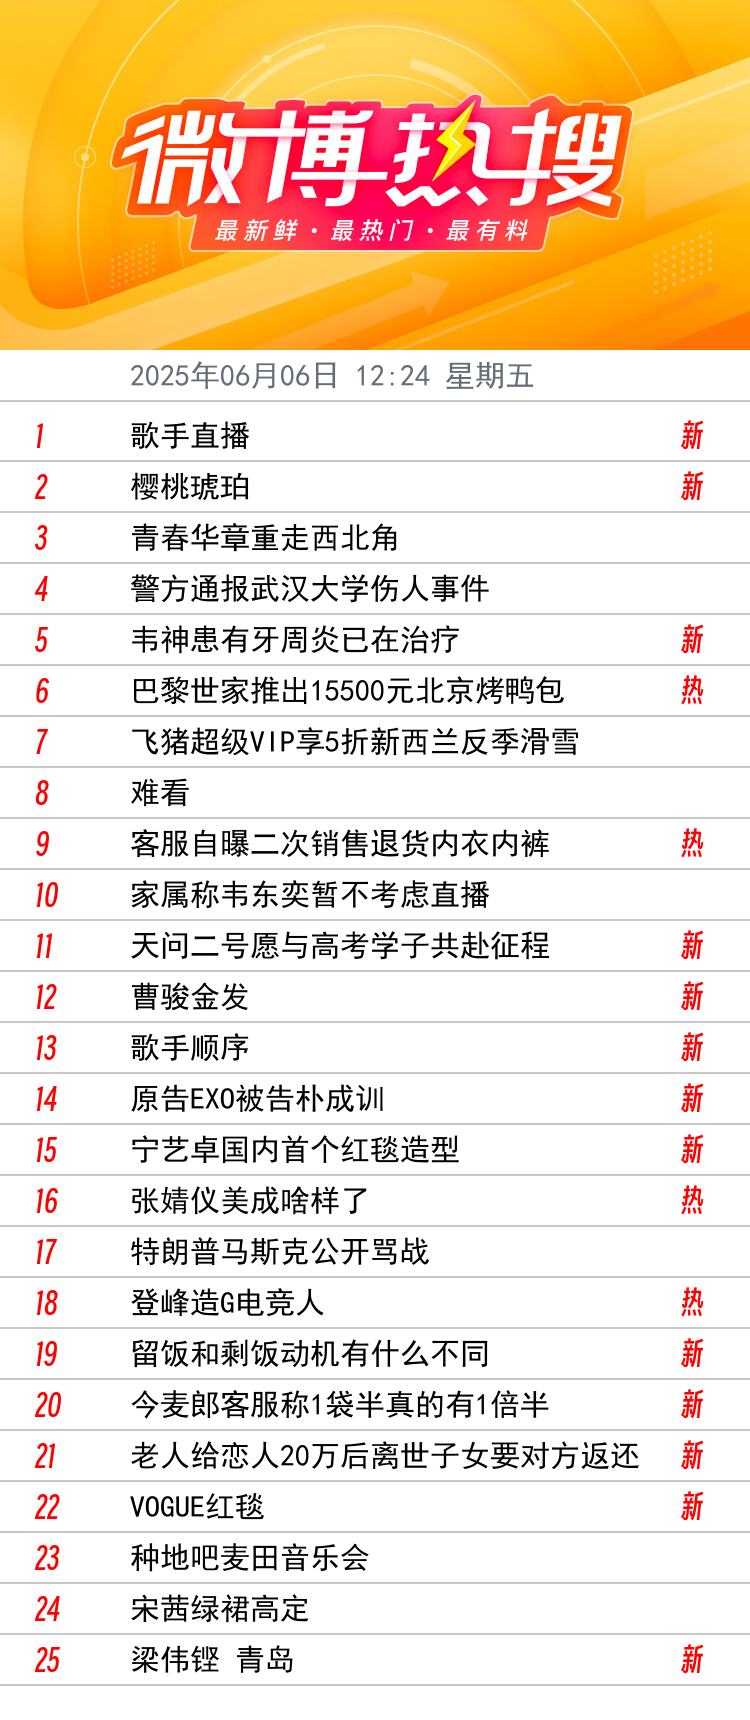 微博热搜
最新鲜·最热门·最有料
2025年06月06日 12:24 星期五
1 歌手直播 新
2 樱桃琥珀 新
3 青春华章重走西北角
4 警方通报武汉大学伤人事件
5 韦神患有牙周炎已在治疗 新
6 巴黎世家推出15500元北京烤鸭包 热
7 飞猪超级VIP享5折新西兰反季滑雪
8 难看
9 客服自曝二次销售退货内衣内裤 热
10 家属称韦东奕暂不考虑直播
11 天问二号愿与高考学子共赴征程 新
12 曹骏金发 新
13 歌手顺序 新
14 原告EXO被告朴成训 新
15 宁艺卓国内首个红毯造型 新
16 张婧仪美成啥样了 热
17 特朗普马斯克公开骂战
18 登峰造G电竞人 热
19 留饭和剩饭动机有什么不同 新
20 今麦郎客服称1袋半真的有1倍半 新
21 老人给恋人20万后离世子女要对方返还 新
22 VOGUE红毯 新
23 种地吧麦田音乐会
24 宋茜绿裙高定
25 梁伟铿 青岛 新